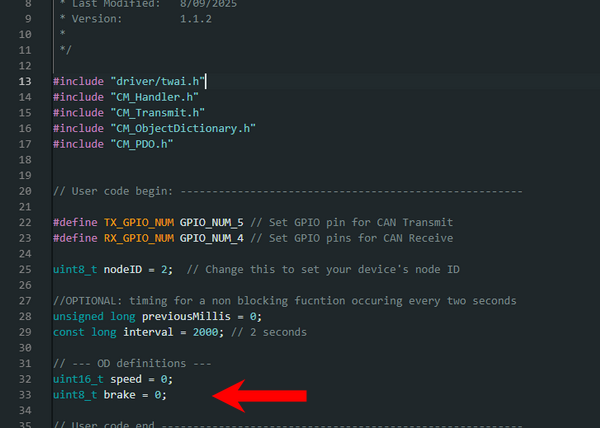 8 * Last Modified: 8/09/2025
9 * Version: 1.1.2
10 *
11 */
12
13 #include "driver/twai.h"
14 #include "CM_Handler.h"
15 #include "CM_Transmit.h"
16 #include "CM_ObjectDictionary.h"
17 #include "CM_PDO.h"
18
19
20 // User code begin: ------------------------------------------------------
21
22 #define TX_GPIO_NUM GPIO_NUM_5 // Set GPIO pin for CAN Transmit
23 #define RX_GPIO_NUM GPIO_NUM_4 // Set GPIO pins for CAN Receive
24
25 uint8_t nodeID = 2; // Change this to set your device's node ID
26
27 //OPTIONAL: timing for a non blocking fucntion occuring every two seconds
28 unsigned long previousMillis = 0;
29 const long interval = 2000; // 2 seconds
30
31 // --- OD definitions ---
32 uint16_t speed = 0;
33 uint8_t brake = 0;
34
35 // User code end ---------------------------------------------------------